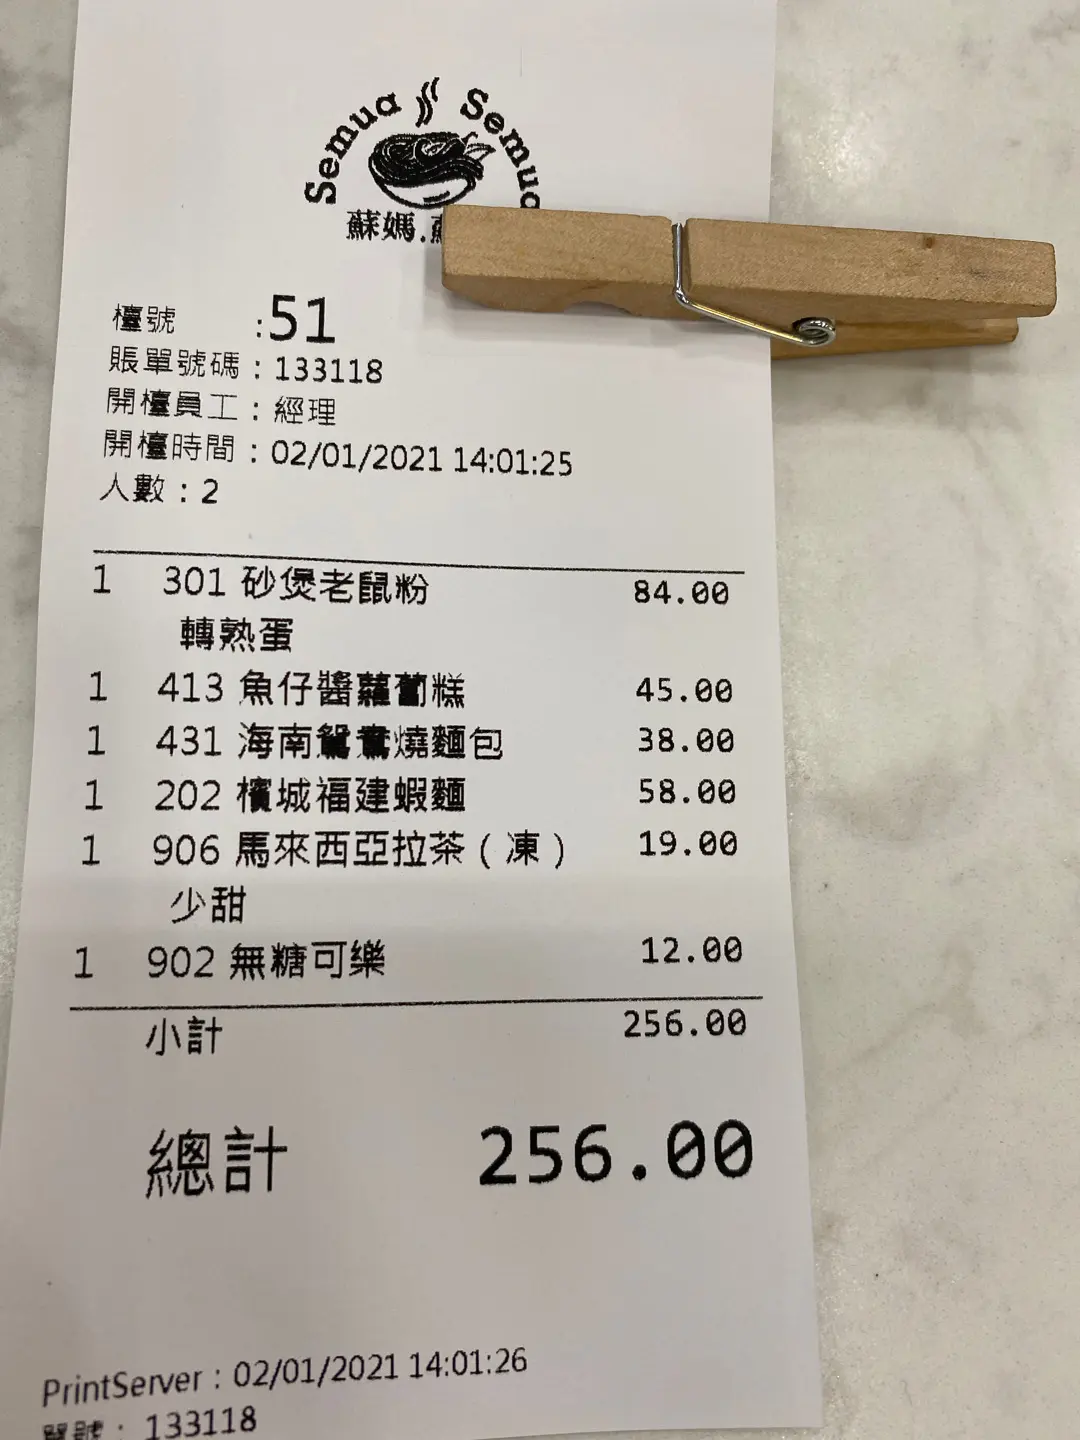 Semua Semua
蘇媽.
檯號 :51
賬單號碼 : 133118
開檯員工 : 經理
開檯時間 : 02/01/2021 14:01:25
人數 : 2
1 301 砂煲老鼠粉 84.00
轉熟蛋
1 413 魚仔醬蘿蔔糕 45.00
1 431 海南鴛鴦燒麵包 38.00
1 202 檳城福建蝦麵 58.00
1 906 馬來西亞拉茶 ( 凍 ) 19.00
少甜
1 902 無糖可樂 12.00
小計 256.00
總計 256.00
PrintServer : 02/01/2021 14:01:26
單號 : 133118